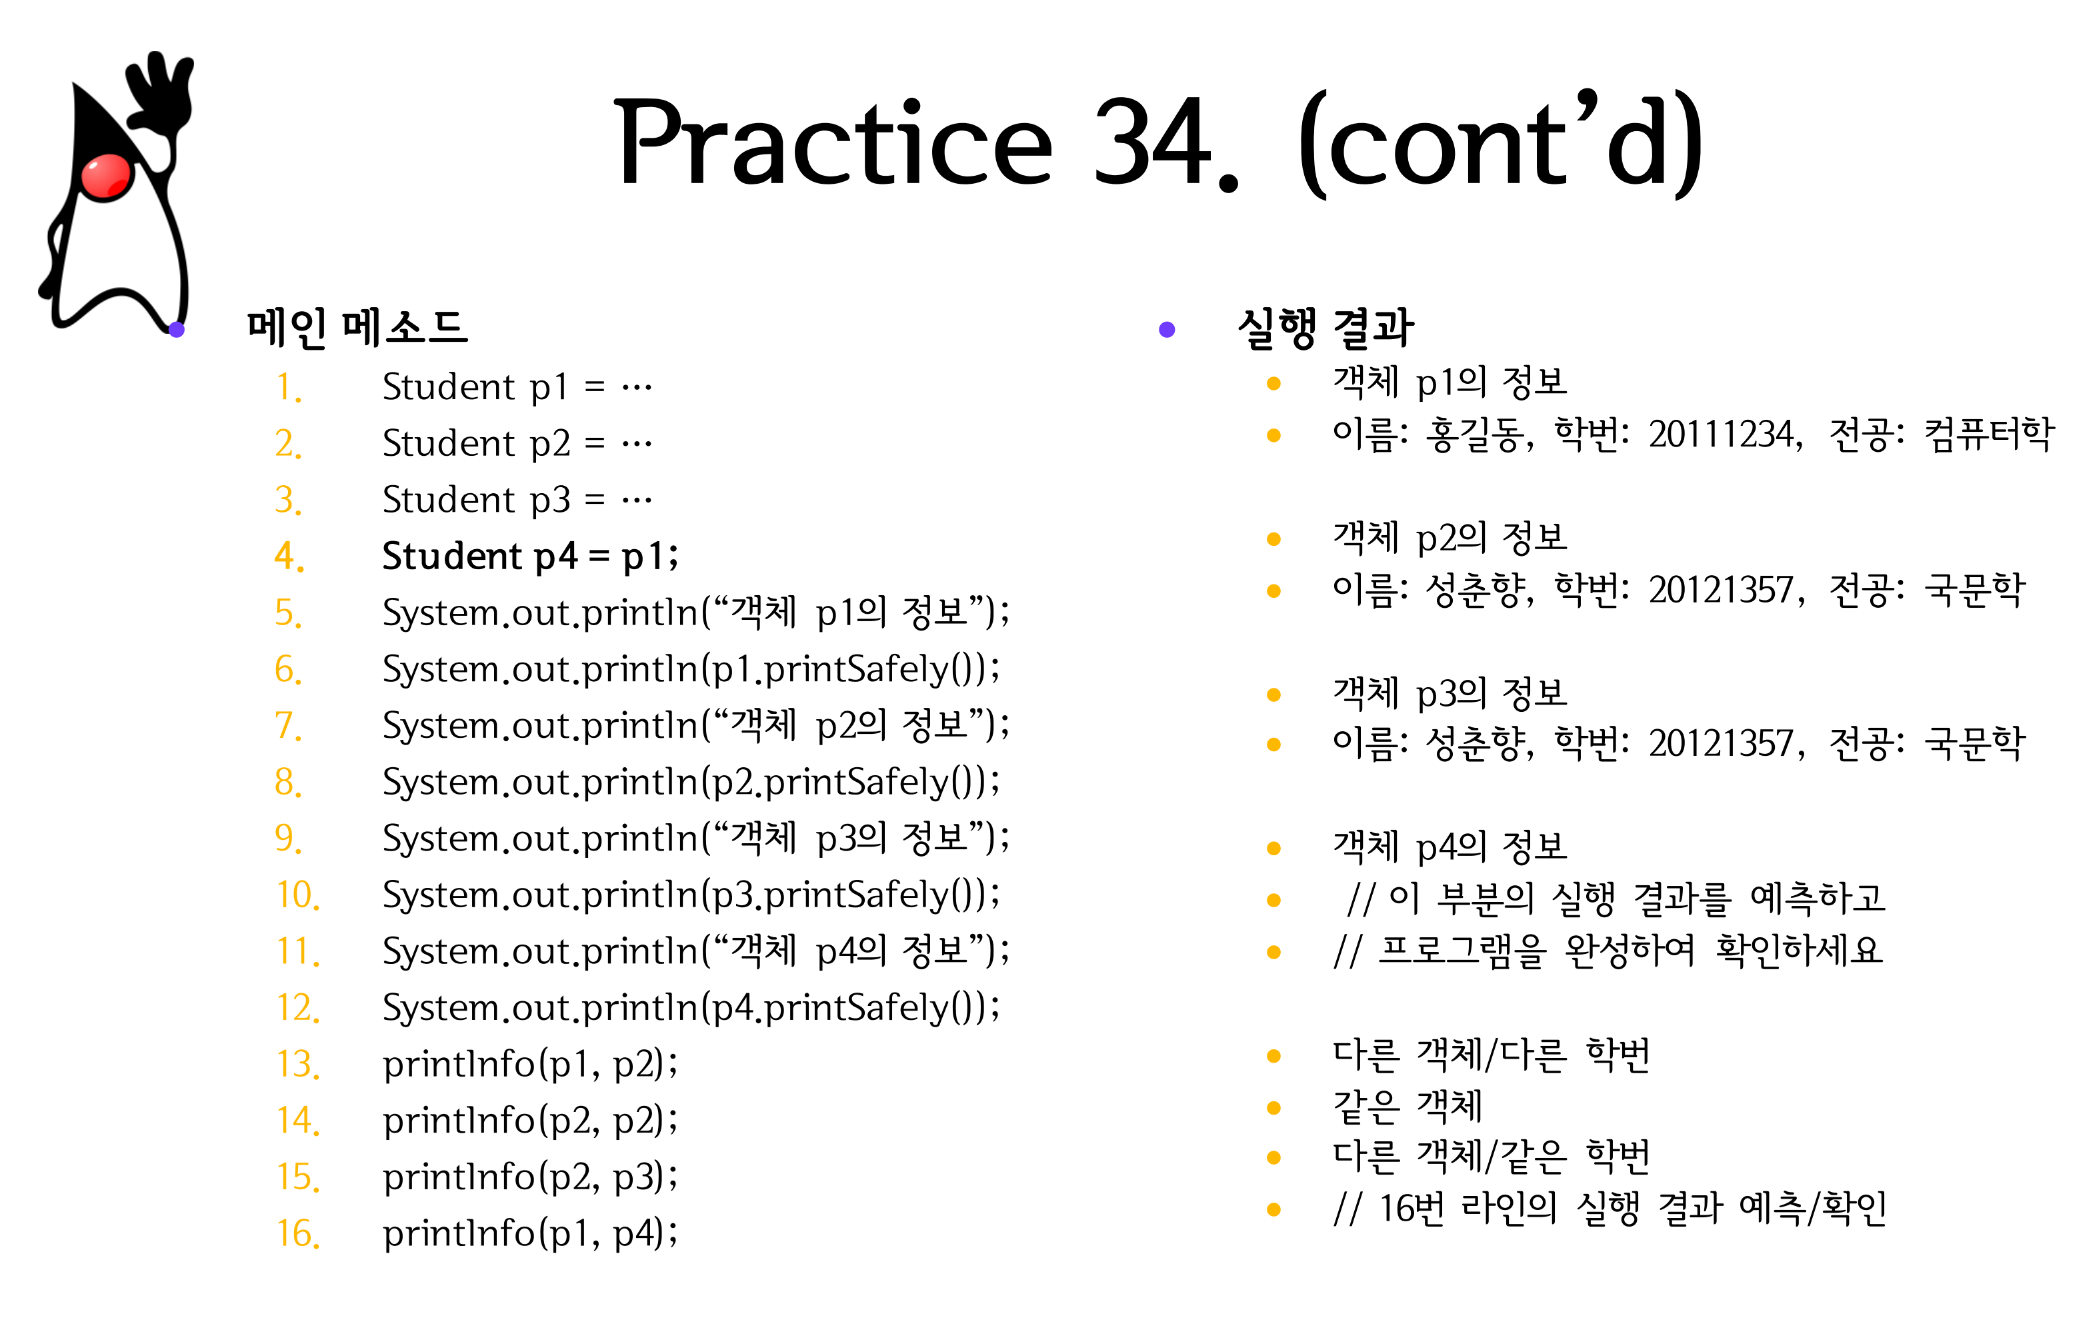 Practice 34. (cont’d)
메인 메소드
1. Student p1 = …
2. Student p2 = …
3. Student p3 = …
4. Student p4 = p1;
5. System.out.println(“객체 p1의 정보”);
6. System.out.println(p1.printSafely());
7. System.out.println(“객체 p2의 정보”);
8. System.out.println(p2.printSafely());
9. System.out.println(“객체 p3의 정보”);
10. System.out.println(p3.printSafely());
11. System.out.println(“객체 p4의 정보”);
12. System.out.println(p4.printSafely());
13. printInfo(p1, p2);
14. printInfo(p2, p2);
15. printInfo(p2, p3);
16. printInfo(p1, p4);
실행 결과
객체 p1의 정보
이름: 홍길동, 학번: 20111234, 전공: 컴퓨터학
객체 p2의 정보
이름: 성춘향, 학번: 20121357, 전공: 국문학
객체 p3의 정보
이름: 성춘향, 학번: 20121357, 전공: 국문학
객체 p4의 정보
// 이 부분의 실행 결과를 예측하고
// 프로그램을 완성하여 확인하세요
다른 객체/다른 학번
같은 객체
다른 객체/같은 학번
// 16번 라인의 실행 결과 예측/확인